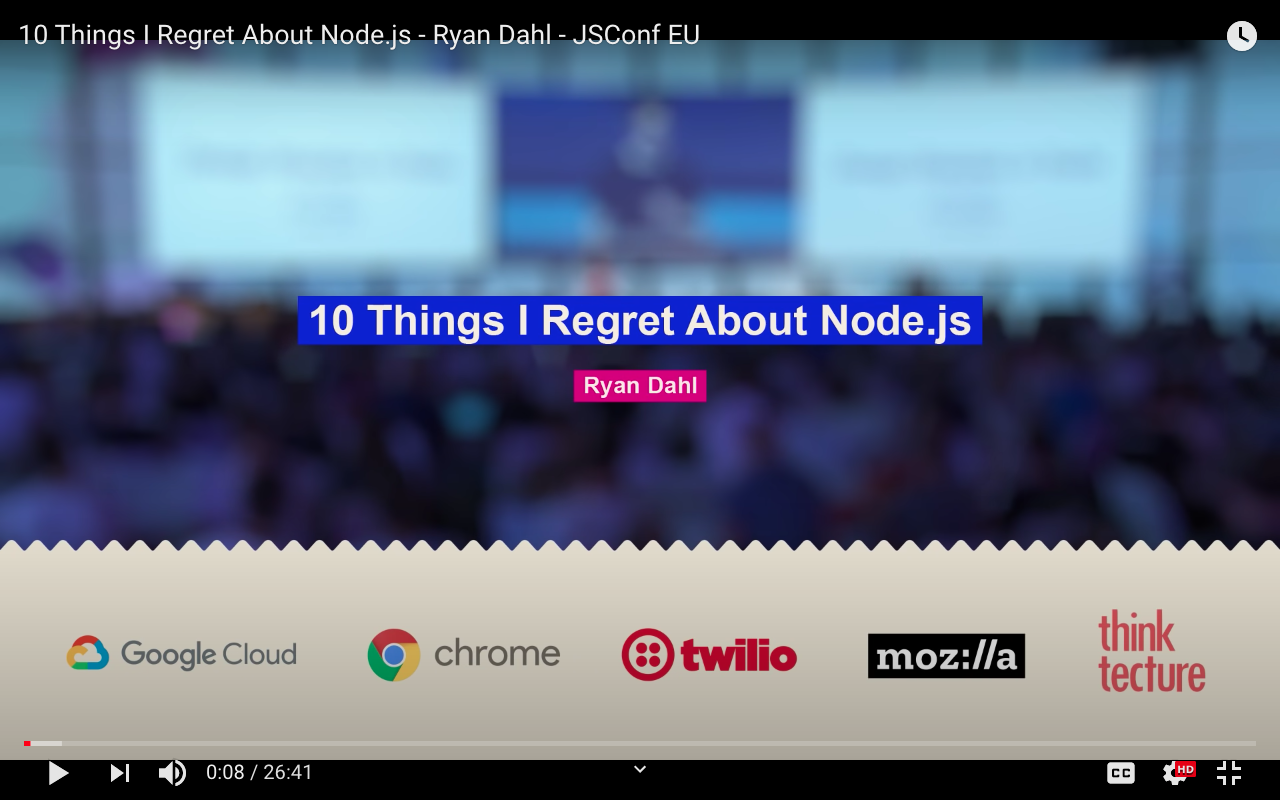 10 Things I Regret About Node.js - Ryan Dahl - JSConf EU
10 Things I Regret About Node.js
Ryan Dahl
Google Cloud
chrome
twilio
moz://a
think
tecture
0:08 / 26:41
CC
HD